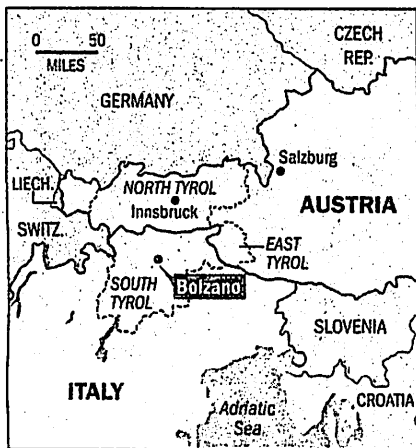 CZECH
REP.
0 50
MILES
GERMANY
Salzburg
LIECH.
NORTH TYROL
Innsbruck
AUSTRIA
SWITZ.
EAST
TYROL
SOUTH
TYROL
Bolzano
SLOVENIA
ITALY
CROATIA
Adriatic
Sea